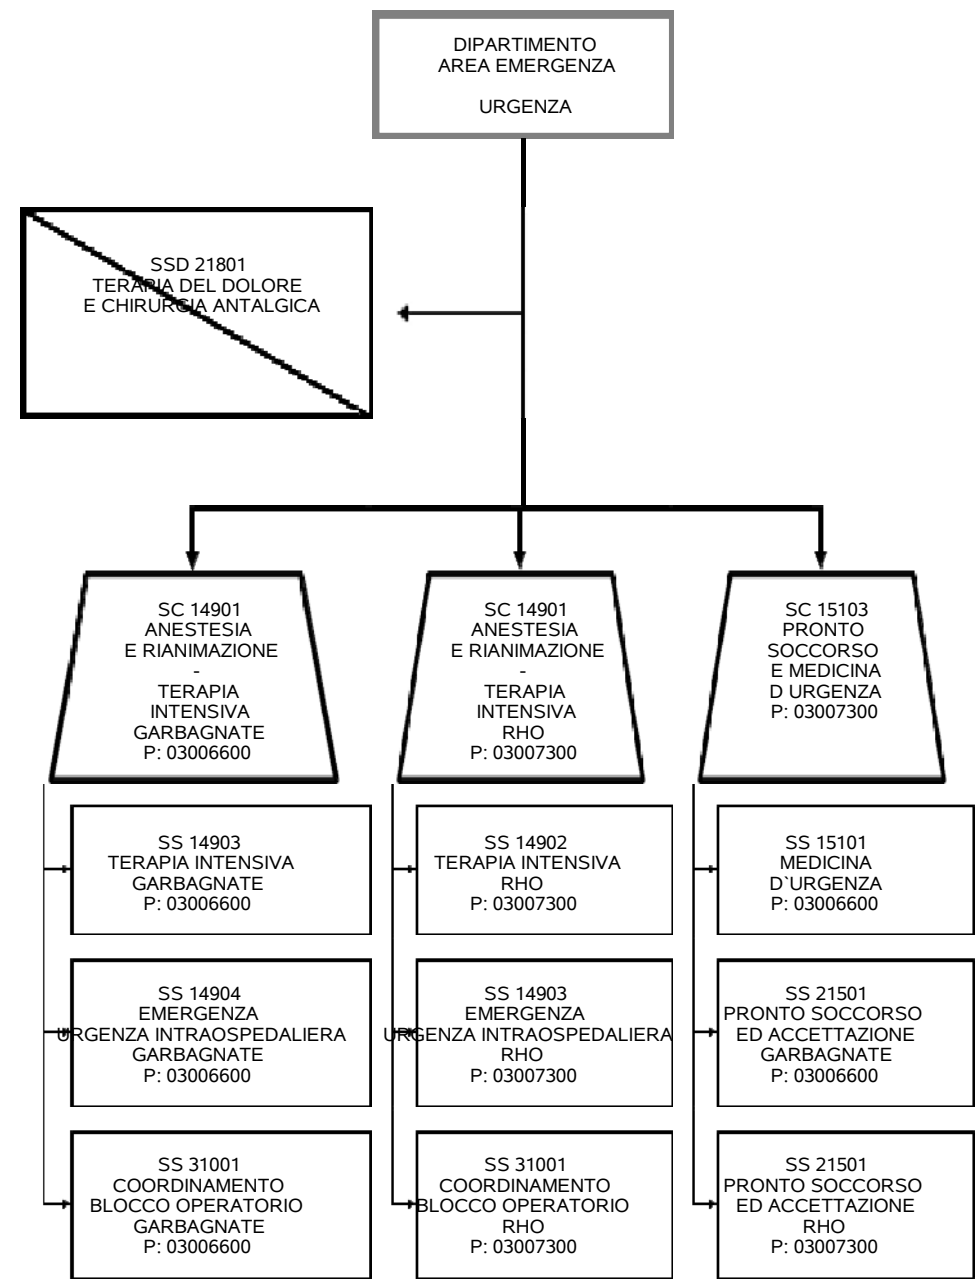 DIPARTIMENTO
AREA EMERGENZA
URGENZA
SSD 21801
TERAPIA DEL DOLORE
E CHIRURGIA ANTALGICA
SC 14901
ANESTESIA
E RIANIMAZIONE
-
TERAPIA
INTENSIVA
GARBAGNATE
P: 03006600
SC 14901
ANESTESIA
E RIANIMAZIONE
-
TERAPIA
INTENSIVA
RHO
P: 03007300
SC 15103
PRONTO
SOCCORSO
E MEDICINA
D URGENZA
P: 03007300
SS 14903
TERAPIA INTENSIVA
GARBAGNATE
P: 03006600
SS 14902
TERAPIA INTENSIVA
RHO
P: 03007300
SS 15101
MEDICINA
D`URGENZA
P: 03006600
SS 14904
EMERGENZA
URGENZA INTRAOSPEDALIERA
GARBAGNATE
P: 03006600
SS 14903
EMERGENZA
URGENZA INTRAOSPEDALIERA
RHO
P: 03007300
SS 21501
PRONTO SOCCORSO
ED ACCETTAZIONE
GARBAGNATE
P: 03006600
SS 31001
COORDINAMENTO
BLOCCO OPERATORIO
GARBAGNATE
P: 03006600
SS 31001
COORDINAMENTO
BLOCCO OPERATORIO
RHO
P: 03007300
SS 21501
PRONTO SOCCORSO
ED ACCETTAZIONE
RHO
P: 03007300